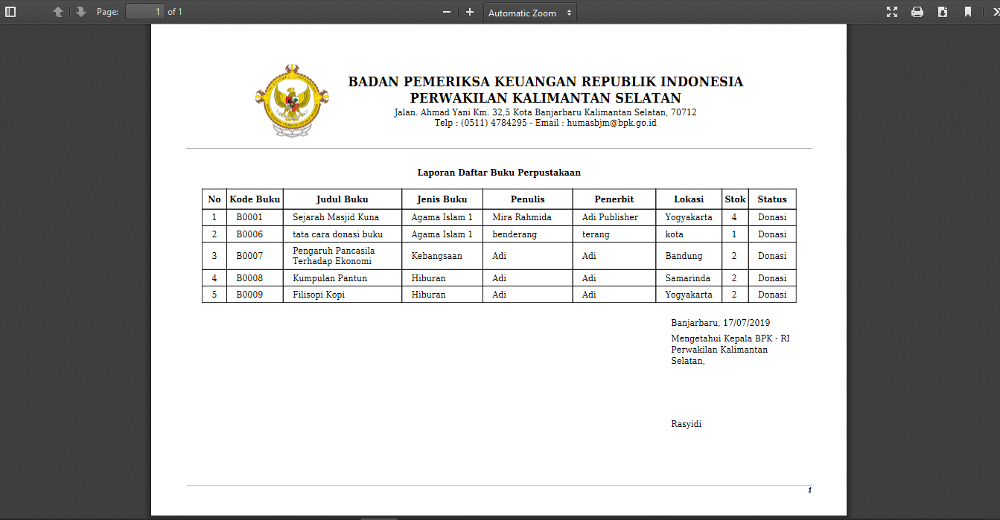 Page: 1 of 1 Automatic Zoom
BADAN PEMERIKSA KEUANGAN REPUBLIK INDONESIA
PERWAKILAN KALIMANTAN SELATAN
Jalan. Ahmad Yani Km. 32,5 Kota Banjarbaru Kalimantan Selatan, 70712
Telp : (0511) 4784295 - Email : humasbjm@bpk.go.id
Laporan Daftar Buku Perpustakaan
No Kode Buku Judul Buku Jenis Buku Penulis Penerbit Lokasi Stok Status
1 B0001 Sejarah Masjid Kuna Agama Islam 1 Mira Rahmida Adi Publisher Yogyakarta 4 Donasi
2 B0006 tata cara donasi buku Agama Islam 1 benderang terang kota 1 Donasi
3 B0007 Pengaruh Pancasila Terhadap Ekonomi Kebangsaan Adi Adi Bandung 2 Donasi
4 B0008 Kumpulan Pantun Hiburan Adi Adi Samarinda 2 Donasi
5 B0009 Filisopi Kopi Hiburan Adi Adi Yogyakarta 2 Donasi
Banjarbaru, 17/07/2019
Mengetahui Kepala BPK - RI
Perwakilan Kalimantan
Selatan,
Rasyidi
1